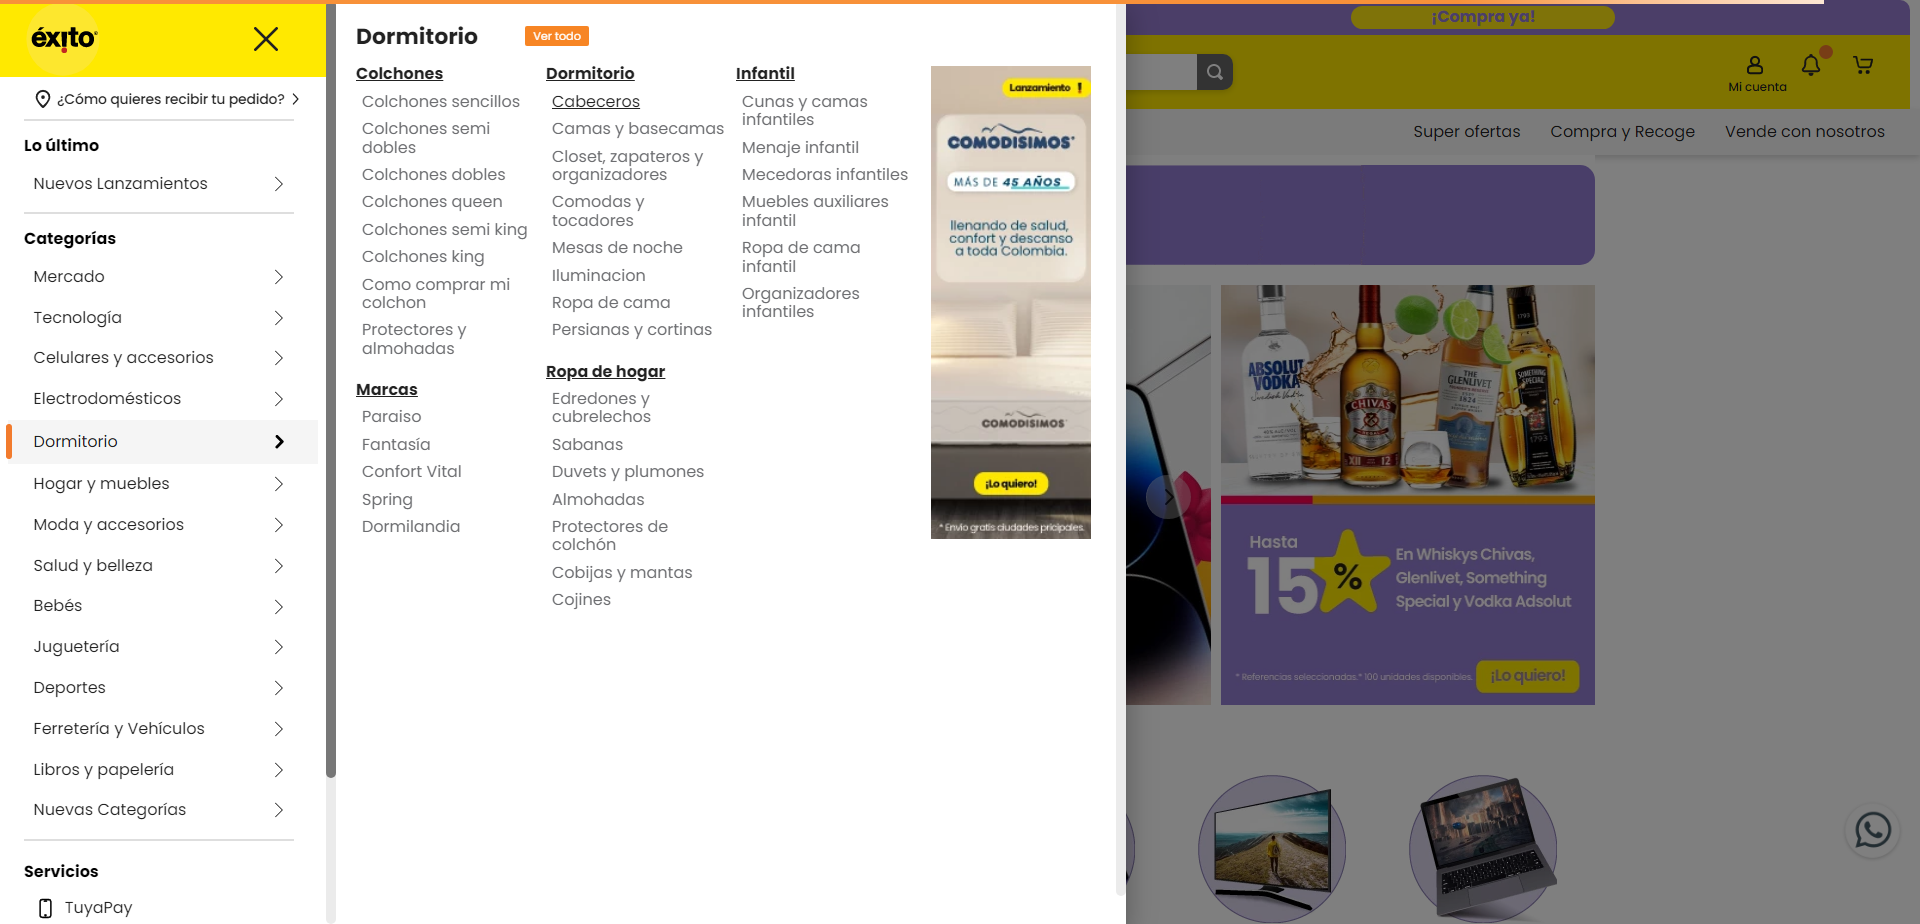 éxito
¿Cómo quieres recibir tu pedido?
Lo último
Nuevos Lanzamientos
Categorías
Mercado
Tecnología
Celulares y accesorios
Electrodomésticos
Dormitorio
Hogar y muebles
Moda y accesorios
Salud y belleza
Bebés
Juguetería
Deportes
Ferretería y Vehículos
Libros y papelería
Nuevas Categorías
Servicios
TuyaPay
Dormitorio
Ver todo
Colchones
Colchones sencillos
Colchones semi
dobles
Colchones dobles
Colchones queen
Colchones semi king
Colchones king
Como comprar mi
colchon
Protectores y
almohadas
Marcas
Paraiso
Fantasía
Confort Vital
Spring
Dormilandia
Dormitorio
Cabeceros
Camas y basecamas
Closet, zapateros y
organizadores
Comodas y
tocadores
Mesas de noche
Iluminacion
Ropa de cama
Persianas y cortinas
Ropa de hogar
Edredones y
cubrelechos
Sabanas
Duvets y plumones
Almohadas
Protectores de
colchón
Cobijas y mantas
Cojines
Infantil
Cunas y camas
infantiles
Menaje infantil
Mecedoras infantiles
Muebles auxiliares
infantil
Ropa de cama
infantil
Organizadores
infantiles
Lanzamiento !
COMODISIMOS
MÁS DE 45 AÑOS
llenando de salud,
confort y descanso
a toda Colombia.
COMODISIMOS
¡Lo quiero!
* Envio gratis ciudades pricipales.
¡Compra ya!
Mi cuenta
Super ofertas
Compra y Recoge
Vende con nosotros
ABSOLUT
VODKA
CHIVAS
XII 12
THE
GLENLIVET
1824
1793
SOMETHING
SPECIAL
1793
Hasta
15%
En Whiskys Chivas,
Glenlivet, Something
Special y Vodka Adsolut
* Referencias seleccionadas.* 100 unidades disponibles.
¡Lo quiero!